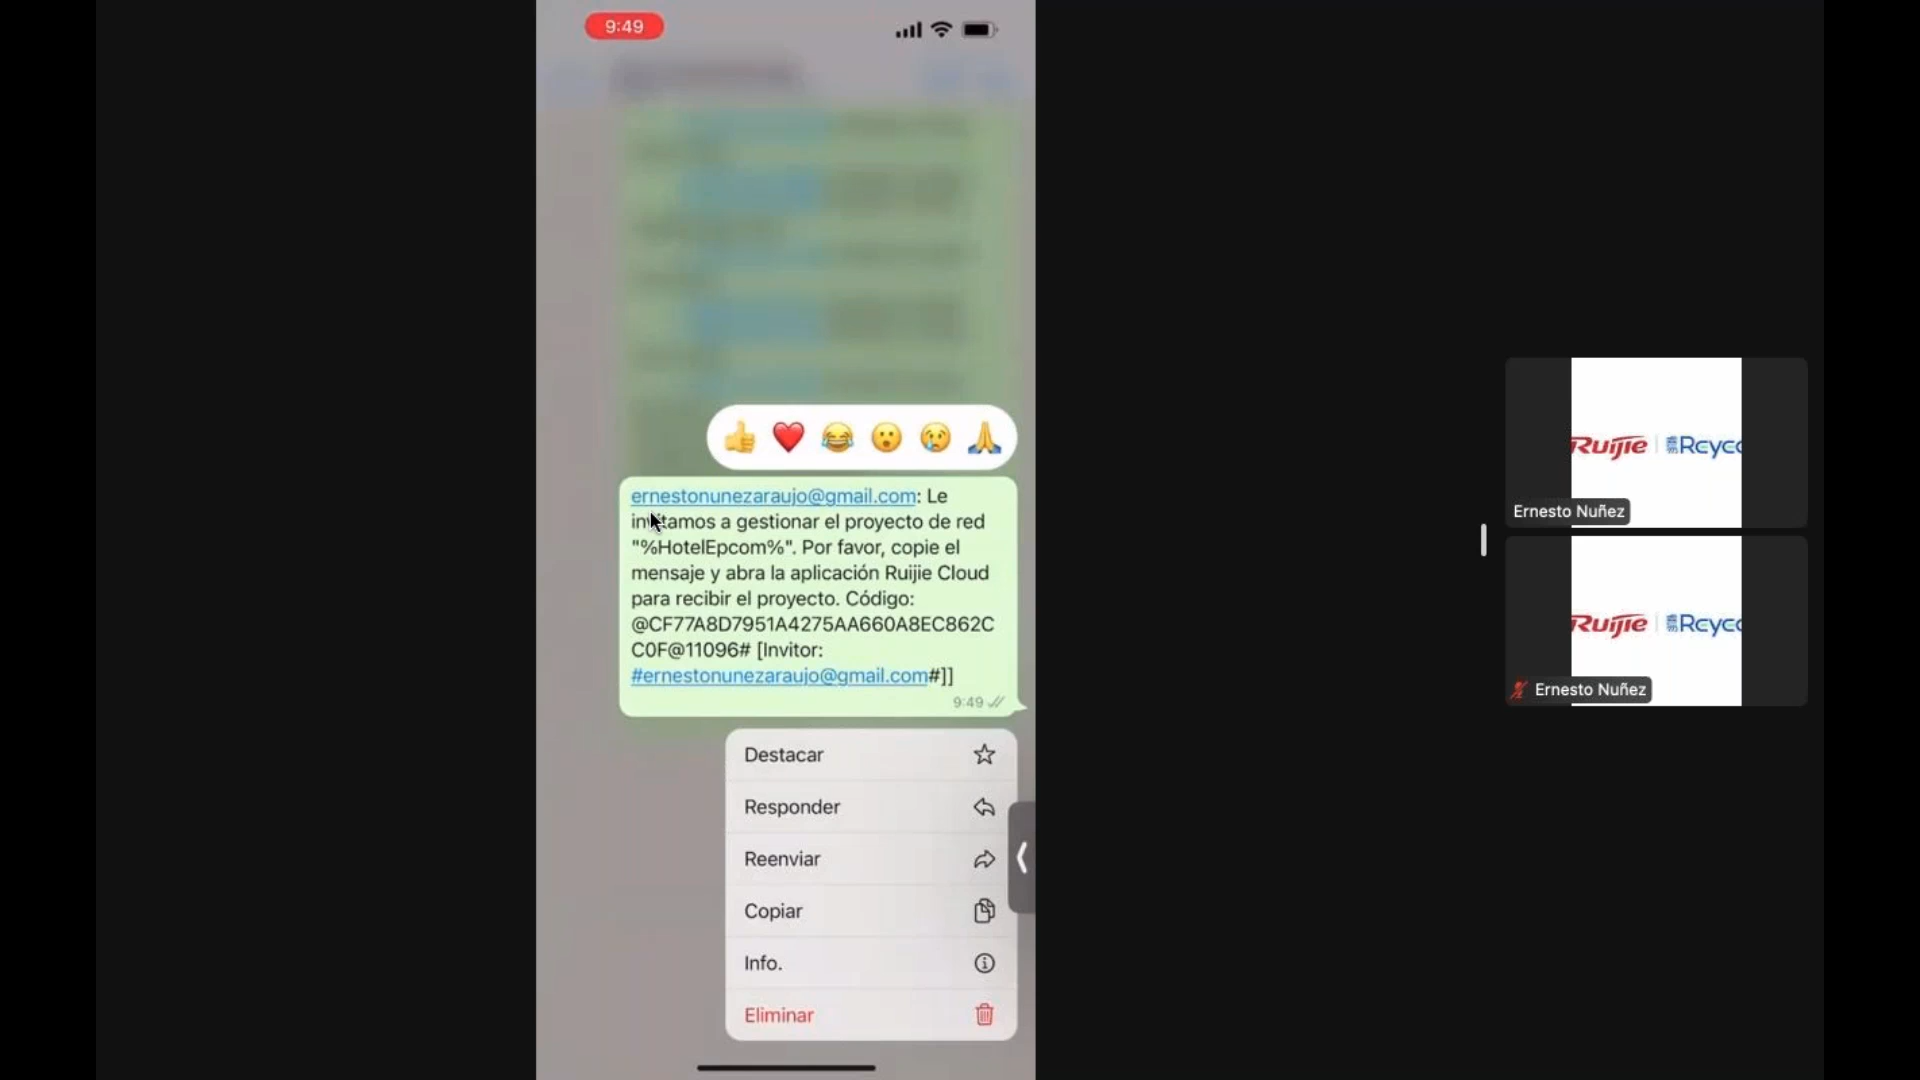 9:49
ernestonunezaraujo@gmail.com: Le
invitamos a gestionar el proyecto de red
"%HotelEpcom%". Por favor, copie el
mensaje y abra la aplicación Ruijie Cloud
para recibir el proyecto. Código:
@CF77A8D7951A4275AA660A8EC862C
C0F@11096# [Invitor:
#ernestonunezaraujo@gmail.com#]]
9:49
Destacar
Responder
Reenviar
Copiar
Info.
Eliminar
Ruijie | Reyc
Ernesto Nuñez
Ruijie | Reyc
Ernesto Nuñez